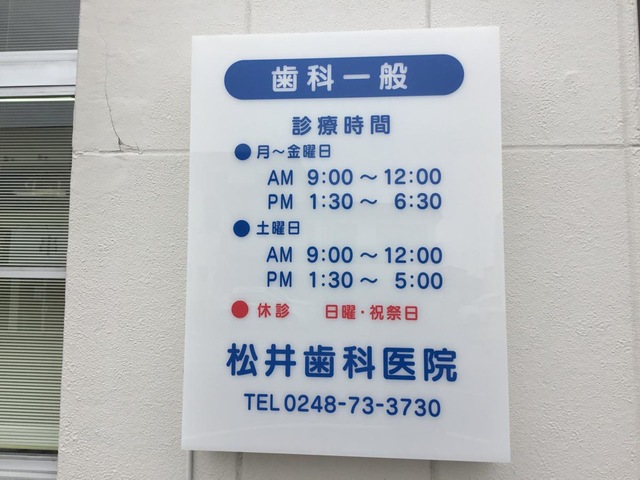 歯科一般
診療時間
●月～金曜日
AM 9:00～12:00
PM 1:30～ 6:30
●土曜日
AM 9:00～12:00
PM 1:30～ 5:00
●休診 日曜・祝祭日
松井歯科医院
TEL 0248-73-3730